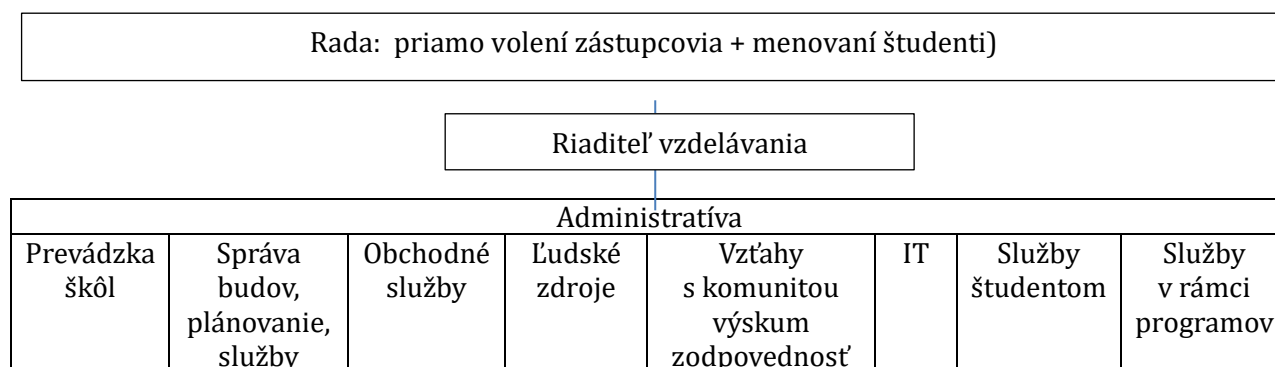 Rada:  priamo volení zástupcovia + menovaní študenti)
Riaditeľ vzdelávania
Administratíva
Prevádzka
škôl
Správa
budov,
plánovanie,
služby
Obchodné
služby
Ľudské
zdroje
Vzťahy
s komunitou
výskum
zodpovednosť
IT
Služby
študentom
Služby
v rámci
programov